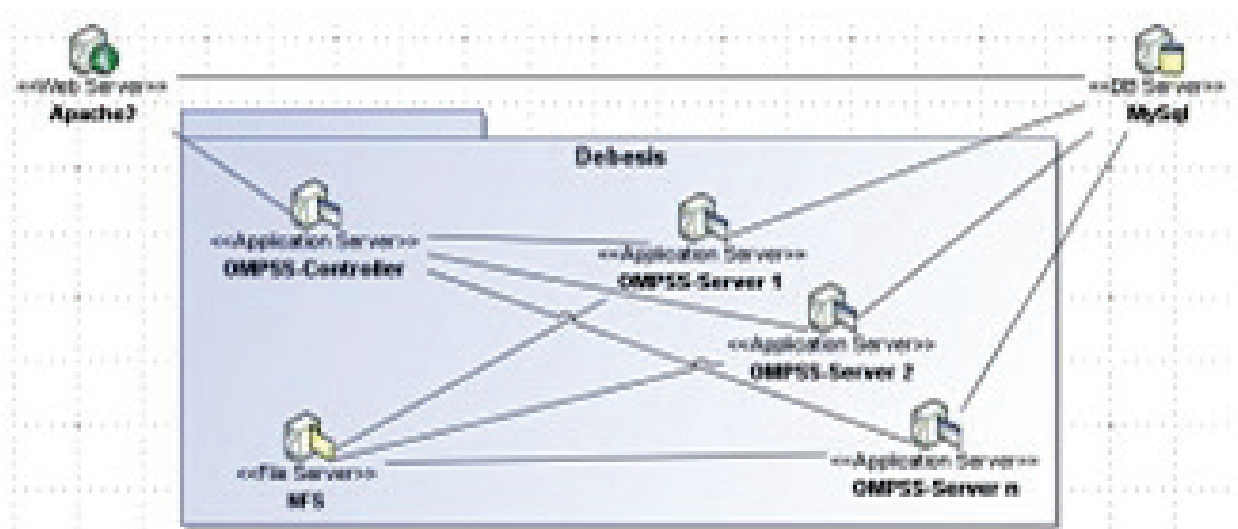 <<Web Server>>
Apache2
<<DB Server>>
MySql
Debesis
<<Application Server>>
OMPSS-Controller
<<Application Server>>
OMPSS-Server 1
<<Application Server>>
OMPSS-Server 2
<<File Server>>
NFS
<<Application Server>>
OMPSS-Server n